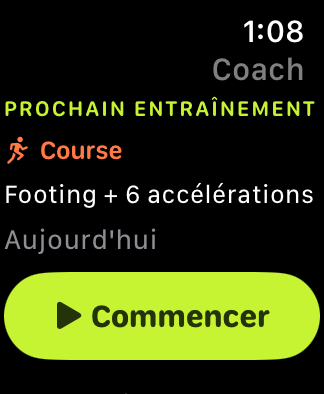 1:08
Coach
PROCHAIN ENTRAÎNEMENT
Course
Footing + 6 accélérations
Aujourd'hui
Commencer